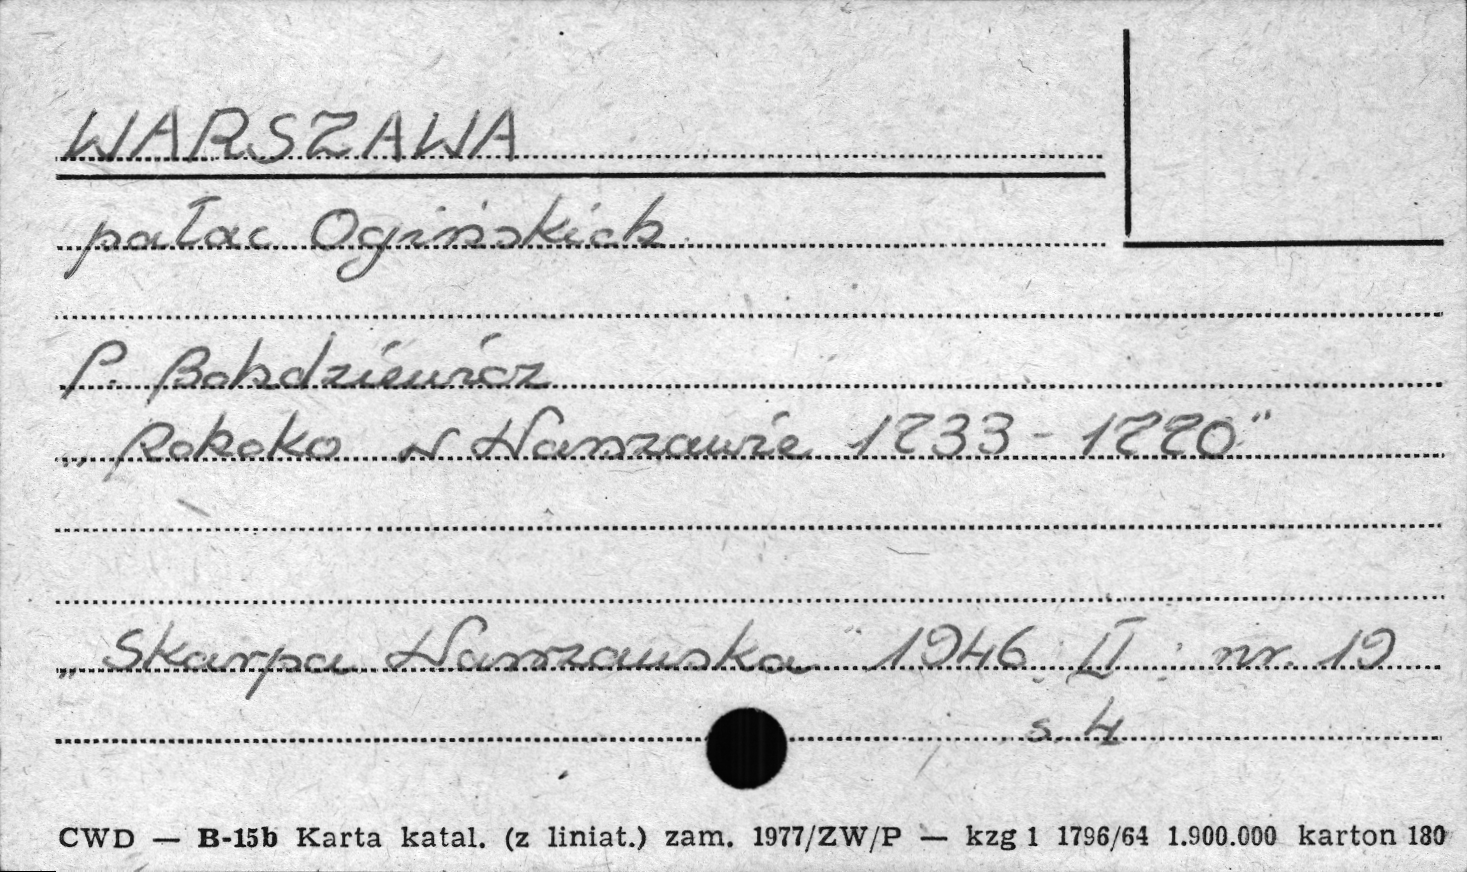 WARSZAWA
pałac Ogińskich
P. Bohdziewicz
„Rokoko w Warszawie 1733 - 1770"
„Skarpa Warszawska" 1946 II nr. 19
s. 4
CWD — B-15b Karta katal. (z liniat.) zam. 1977/ZW/P — kzg 1 1796/64 1.900.000 karton 180